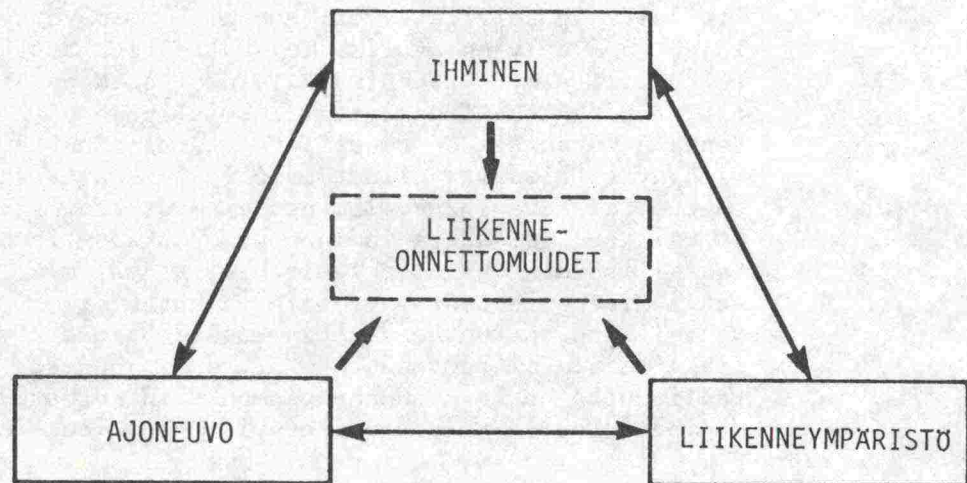 IHMINEN
LIIKENNE-
ONNETTOMUUDET
AJONEUVO
LIIKENNEYMPÄRISTÖ